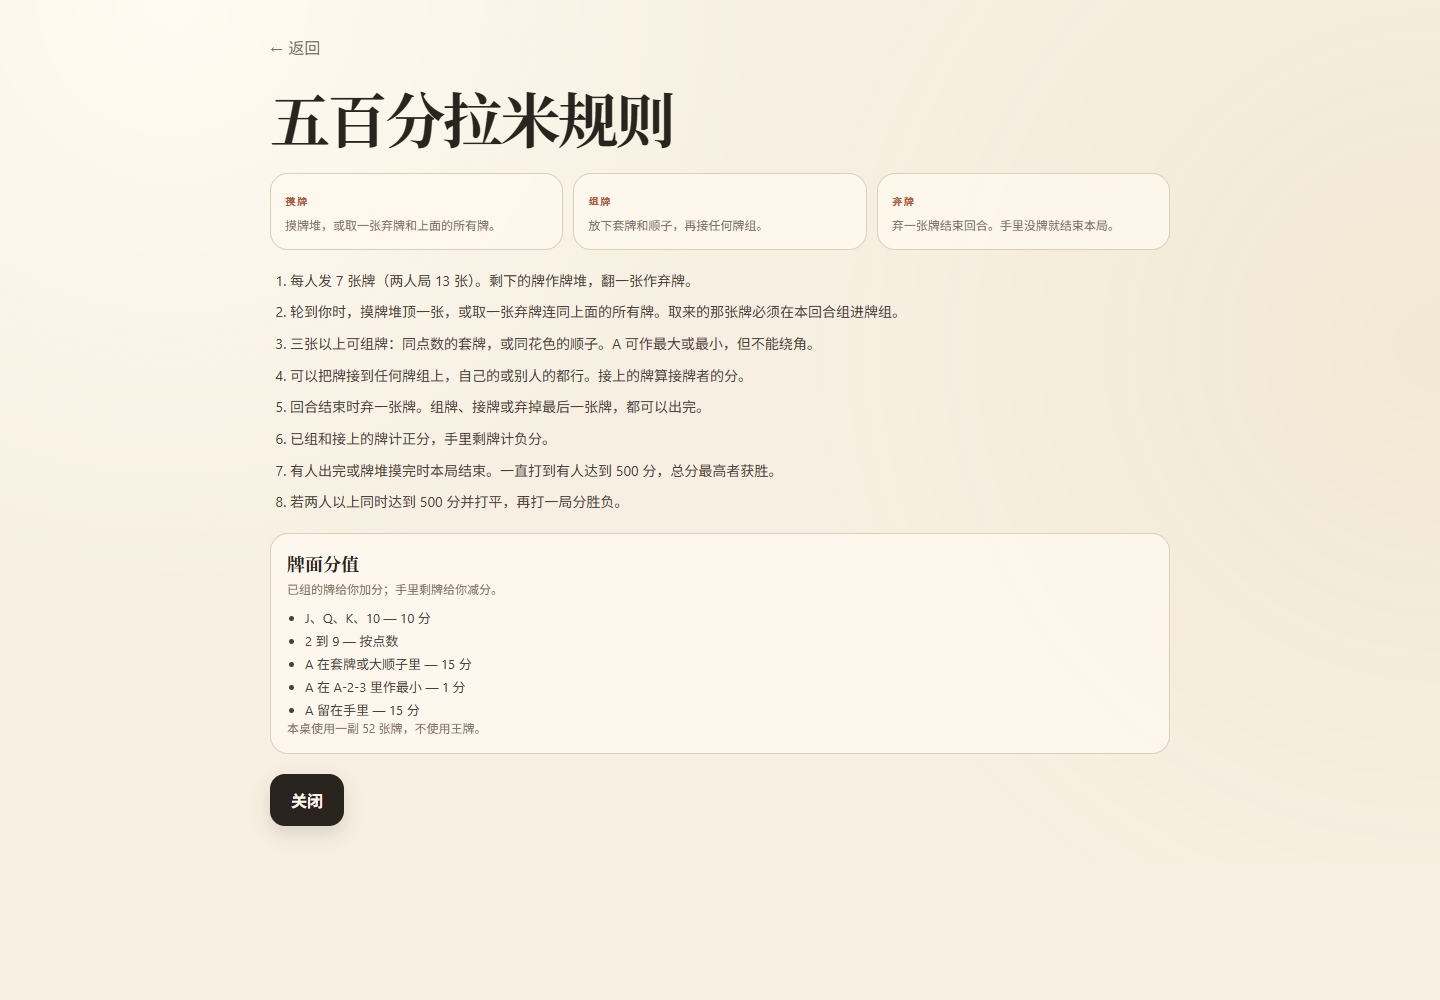 ← 返回
五百分拉米规则
摸牌
摸牌堆，或取一张弃牌和上面的所有牌。
组牌
放下套牌和顺子，再接任何牌组。
弃牌
弃一张牌结束回合。手里没牌就结束本局。
1. 每人发 7 张牌（两人局 13 张）。剩下的牌作牌堆，翻一张作弃牌。
2. 轮到你时，摸牌堆顶一张，或取一张弃牌连同上面的所有牌。取来的那张牌必须在本回合组进牌组。
3. 三张以上可组牌：同点数的套牌，或同花色的顺子。A 可作最大或最小，但不能绕角。
4. 可以把牌接到任何牌组上，自己的或别人的都行。接上的牌算接牌者的分。
5. 回合结束时弃一张牌。组牌、接牌或弃掉最后一张牌，都可以出完。
6. 已组和接上的牌计正分，手里剩牌计负分。
7. 有人出完或牌堆摸完时本局结束。一直打到有人达到 500 分，总分最高者获胜。
8. 若两人以上同时达到 500 分并打平，再打一局分胜负。
牌面分值
已组的牌给你加分；手里剩牌给你减分。
• J、Q、K、10 — 10 分
• 2 到 9 — 按点数
• A 在套牌或大顺子里 — 15 分
• A 在 A-2-3 里作最小 — 1 分
• A 留在手里 — 15 分
本桌使用一副 52 张牌，不使用王牌。
关闭